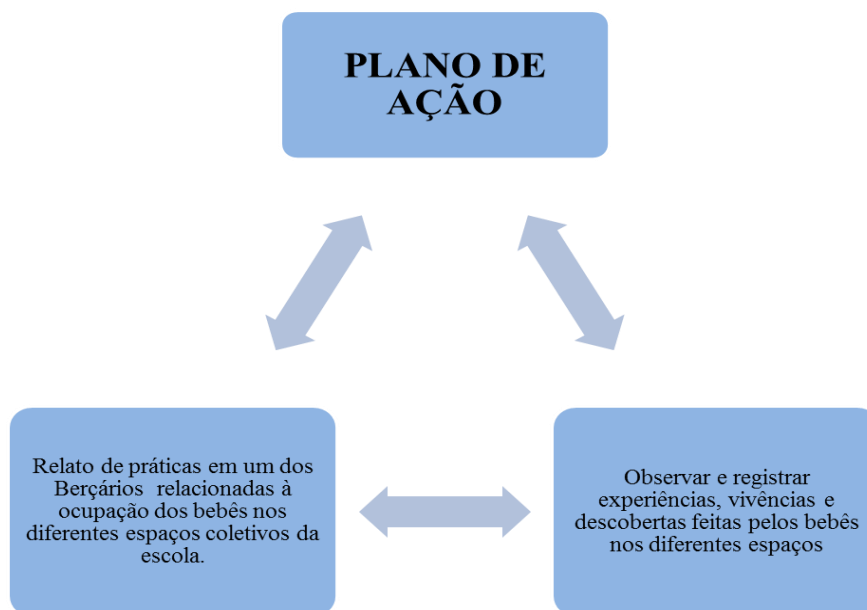 PLANO DE
AÇÃO
Relato de práticas em um dos
Berçários relacionadas à
ocupação dos bebês nos
diferentes espaços coletivos da
escola.
Observar e registrar
experiências, vivências e
descobertas feitas pelos bebês
nos diferentes espaços